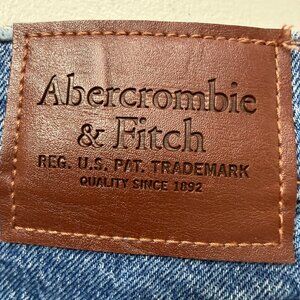 Abercrombie
& Fitch
REG. U.S. PAT. TRADEMARK
QUALITY SINCE 1892